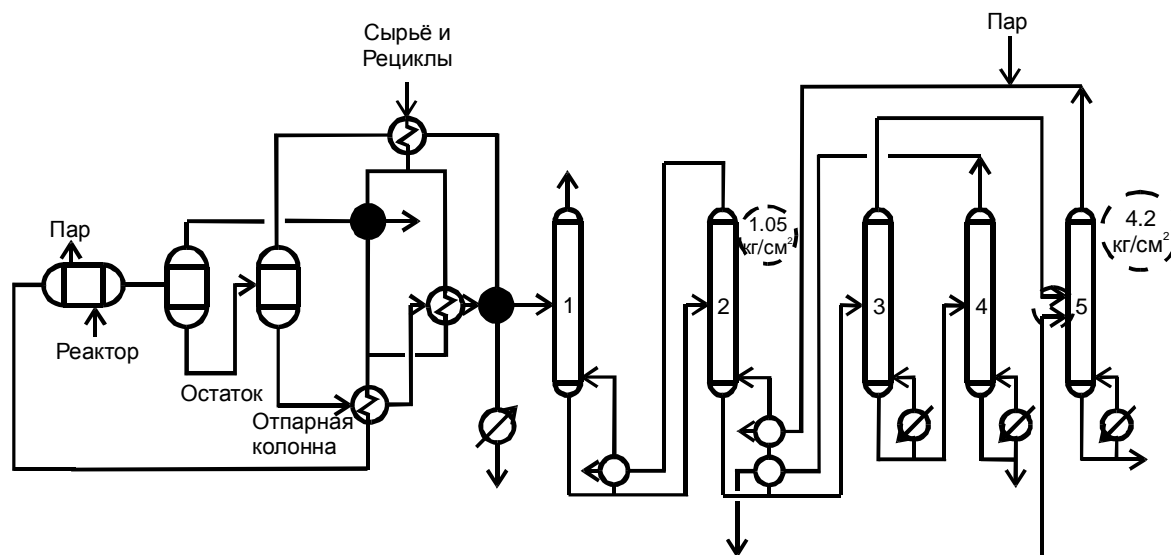 Сырьё и
Рециклы
Пар
Пар
Реактор
Остаток
Отпарная
колонна
1
2
3
4
5
1.05
кг/см²
4.2
кг/см²